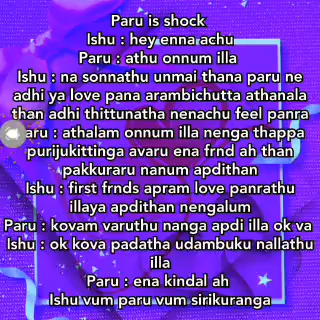 Paru is shock
Ishu : hey enna achu
Paru : athu onnum illa
Ishu : na sonnathu unmai thana paru ne
adhi ya love pana arambichutta athanala
than adhi thittunatha nenachu feel panra
aru : athalam onnum illa nenga thappa
purijukittinga avaru ena frnd ah than
pakkuraru nanum apdithan
Ishu : first frnds apram love panrathu
illaya apdithan nengalum
Paru : kovam varuthu nanga apdi illa ok va
Ishu : ok kova padatha udambuku nallathu
illa
Paru : ena kindal ah
Ishu vum paru vum sirikuranga